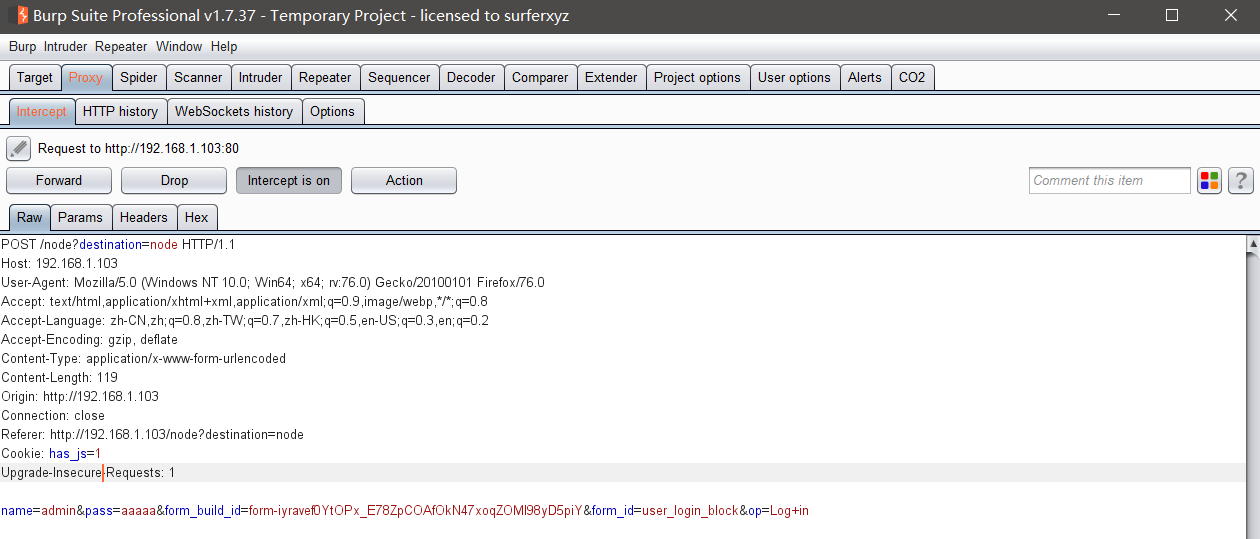 Burp Suite Professional v1.7.37 - Temporary Project - licensed to surferxyz
Burp Intruder Repeater Window Help
Target Proxy Spider Scanner Intruder Repeater Sequencer Decoder Comparer Extender Project options User options Alerts CO2
Intercept HTTP history WebSockets history Options
Request to http://192.168.1.103:80
Forward Drop Intercept is on Action Comment this item ?
Raw Params Headers Hex
POST /node?destination=node HTTP/1.1
Host: 192.168.1.103
User-Agent: Mozilla/5.0 (Windows NT 10.0; Win64; x64; rv:76.0) Gecko/20100101 Firefox/76.0
Accept: text/html,application/xhtml+xml,application/xml;q=0.9,image/webp,*/*;q=0.8
Accept-Language: zh-CN,zh;q=0.8,zh-TW;q=0.7,zh-HK;q=0.5,en-US;q=0.3,en;q=0.2
Accept-Encoding: gzip, deflate
Content-Type: application/x-www-form-urlencoded
Content-Length: 119
Origin: http://192.168.1.103
Connection: close
Referer: http://192.168.1.103/node?destination=node
Cookie: has_js=1
Upgrade-Insecure-Requests: 1
name=admin&pass=aaaaa&form_build_id=form-iyravef0YtOPx_E78ZpCOAfOkN47xoqZOMI98yD5piY&form_id=user_login_block&op=Log+in